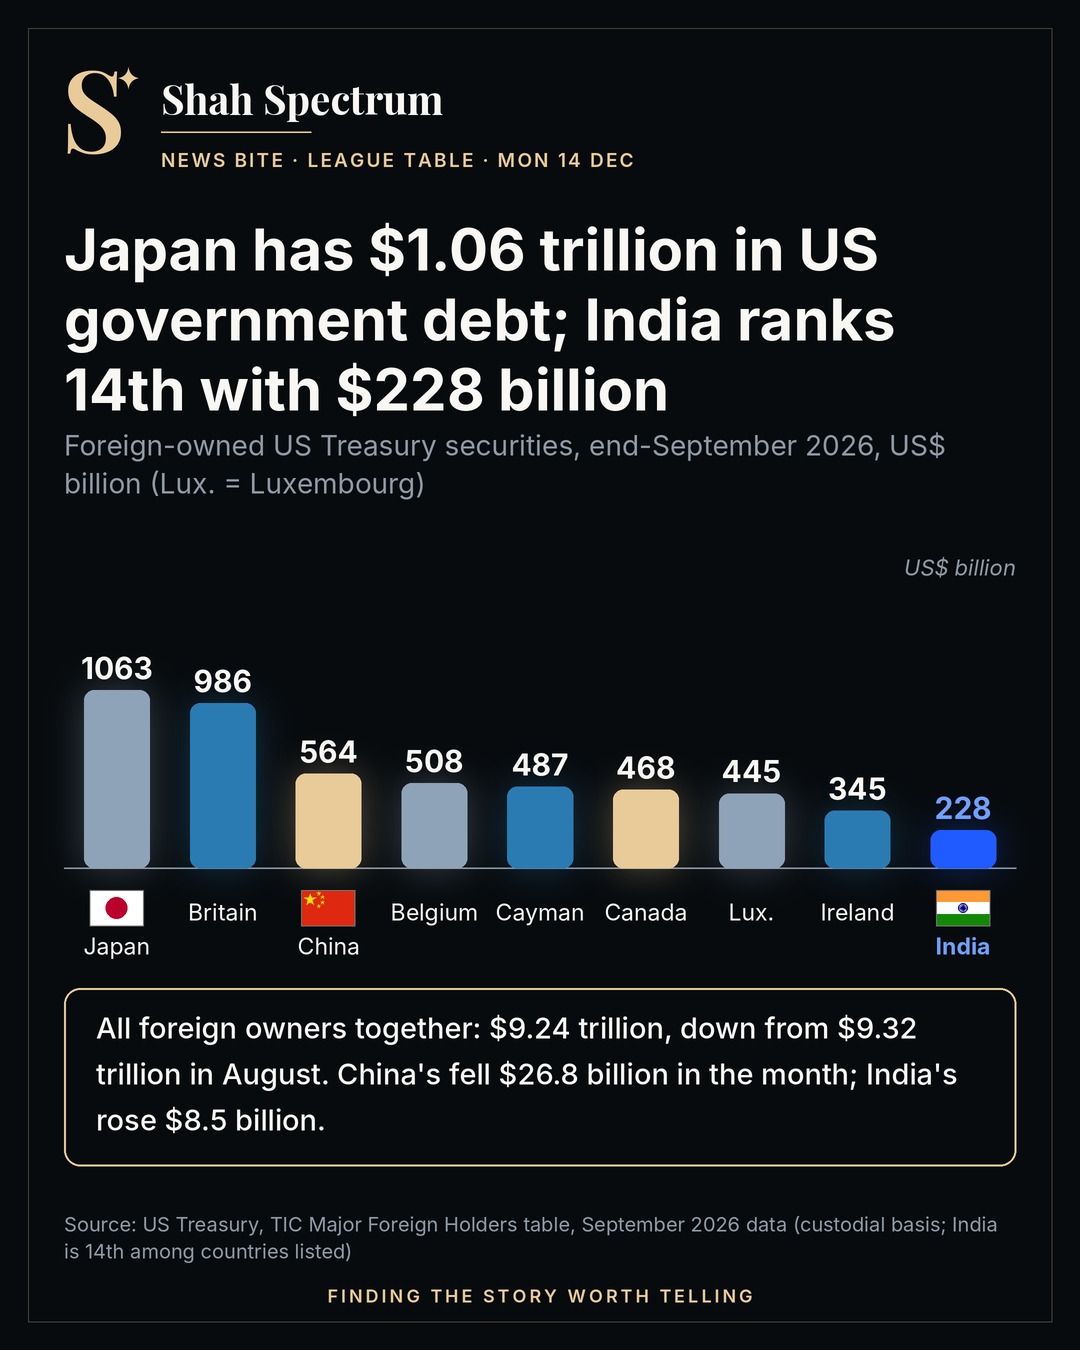 S
Shah Spectrum
NEWS BITE · LEAGUE TABLE · MON 14 DEC
Japan has $1.06 trillion in US
government debt; India ranks
14th with $228 billion
Foreign-owned US Treasury securities, end-September 2026, US$
billion (Lux. = Luxembourg)
US$ billion
1063 986 564 508 487 468 445 345 228
Japan Britain China Belgium Cayman Canada Lux. Ireland India
All foreign owners together: $9.24 trillion, down from $9.32
trillion in August. China's fell $26.8 billion in the month; India's
rose $8.5 billion.
Source: US Treasury, TIC Major Foreign Holders table, September 2026 data (custodial basis; India
is 14th among countries listed)
FINDING THE STORY WORTH TELLING